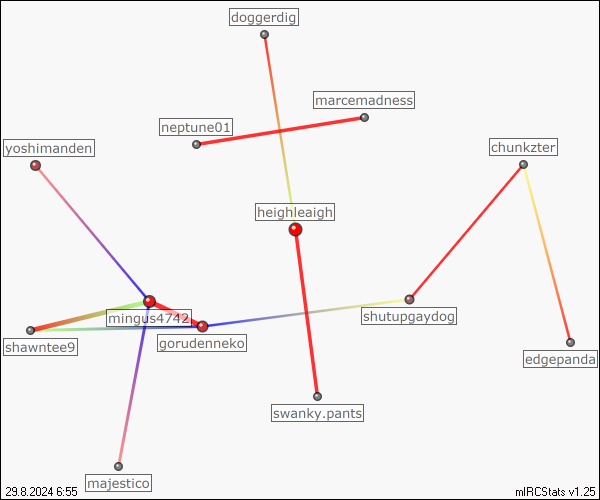 doggerdig
marcemadness
neptune01
yoshimanden
chunkzter
heighleaigh
mingus4742
shutupgaydog
gorudenneko
shawntee9
edgepanda
swanky.pants
majestico
29.8.2024 6:55
mIRCStats v1.25